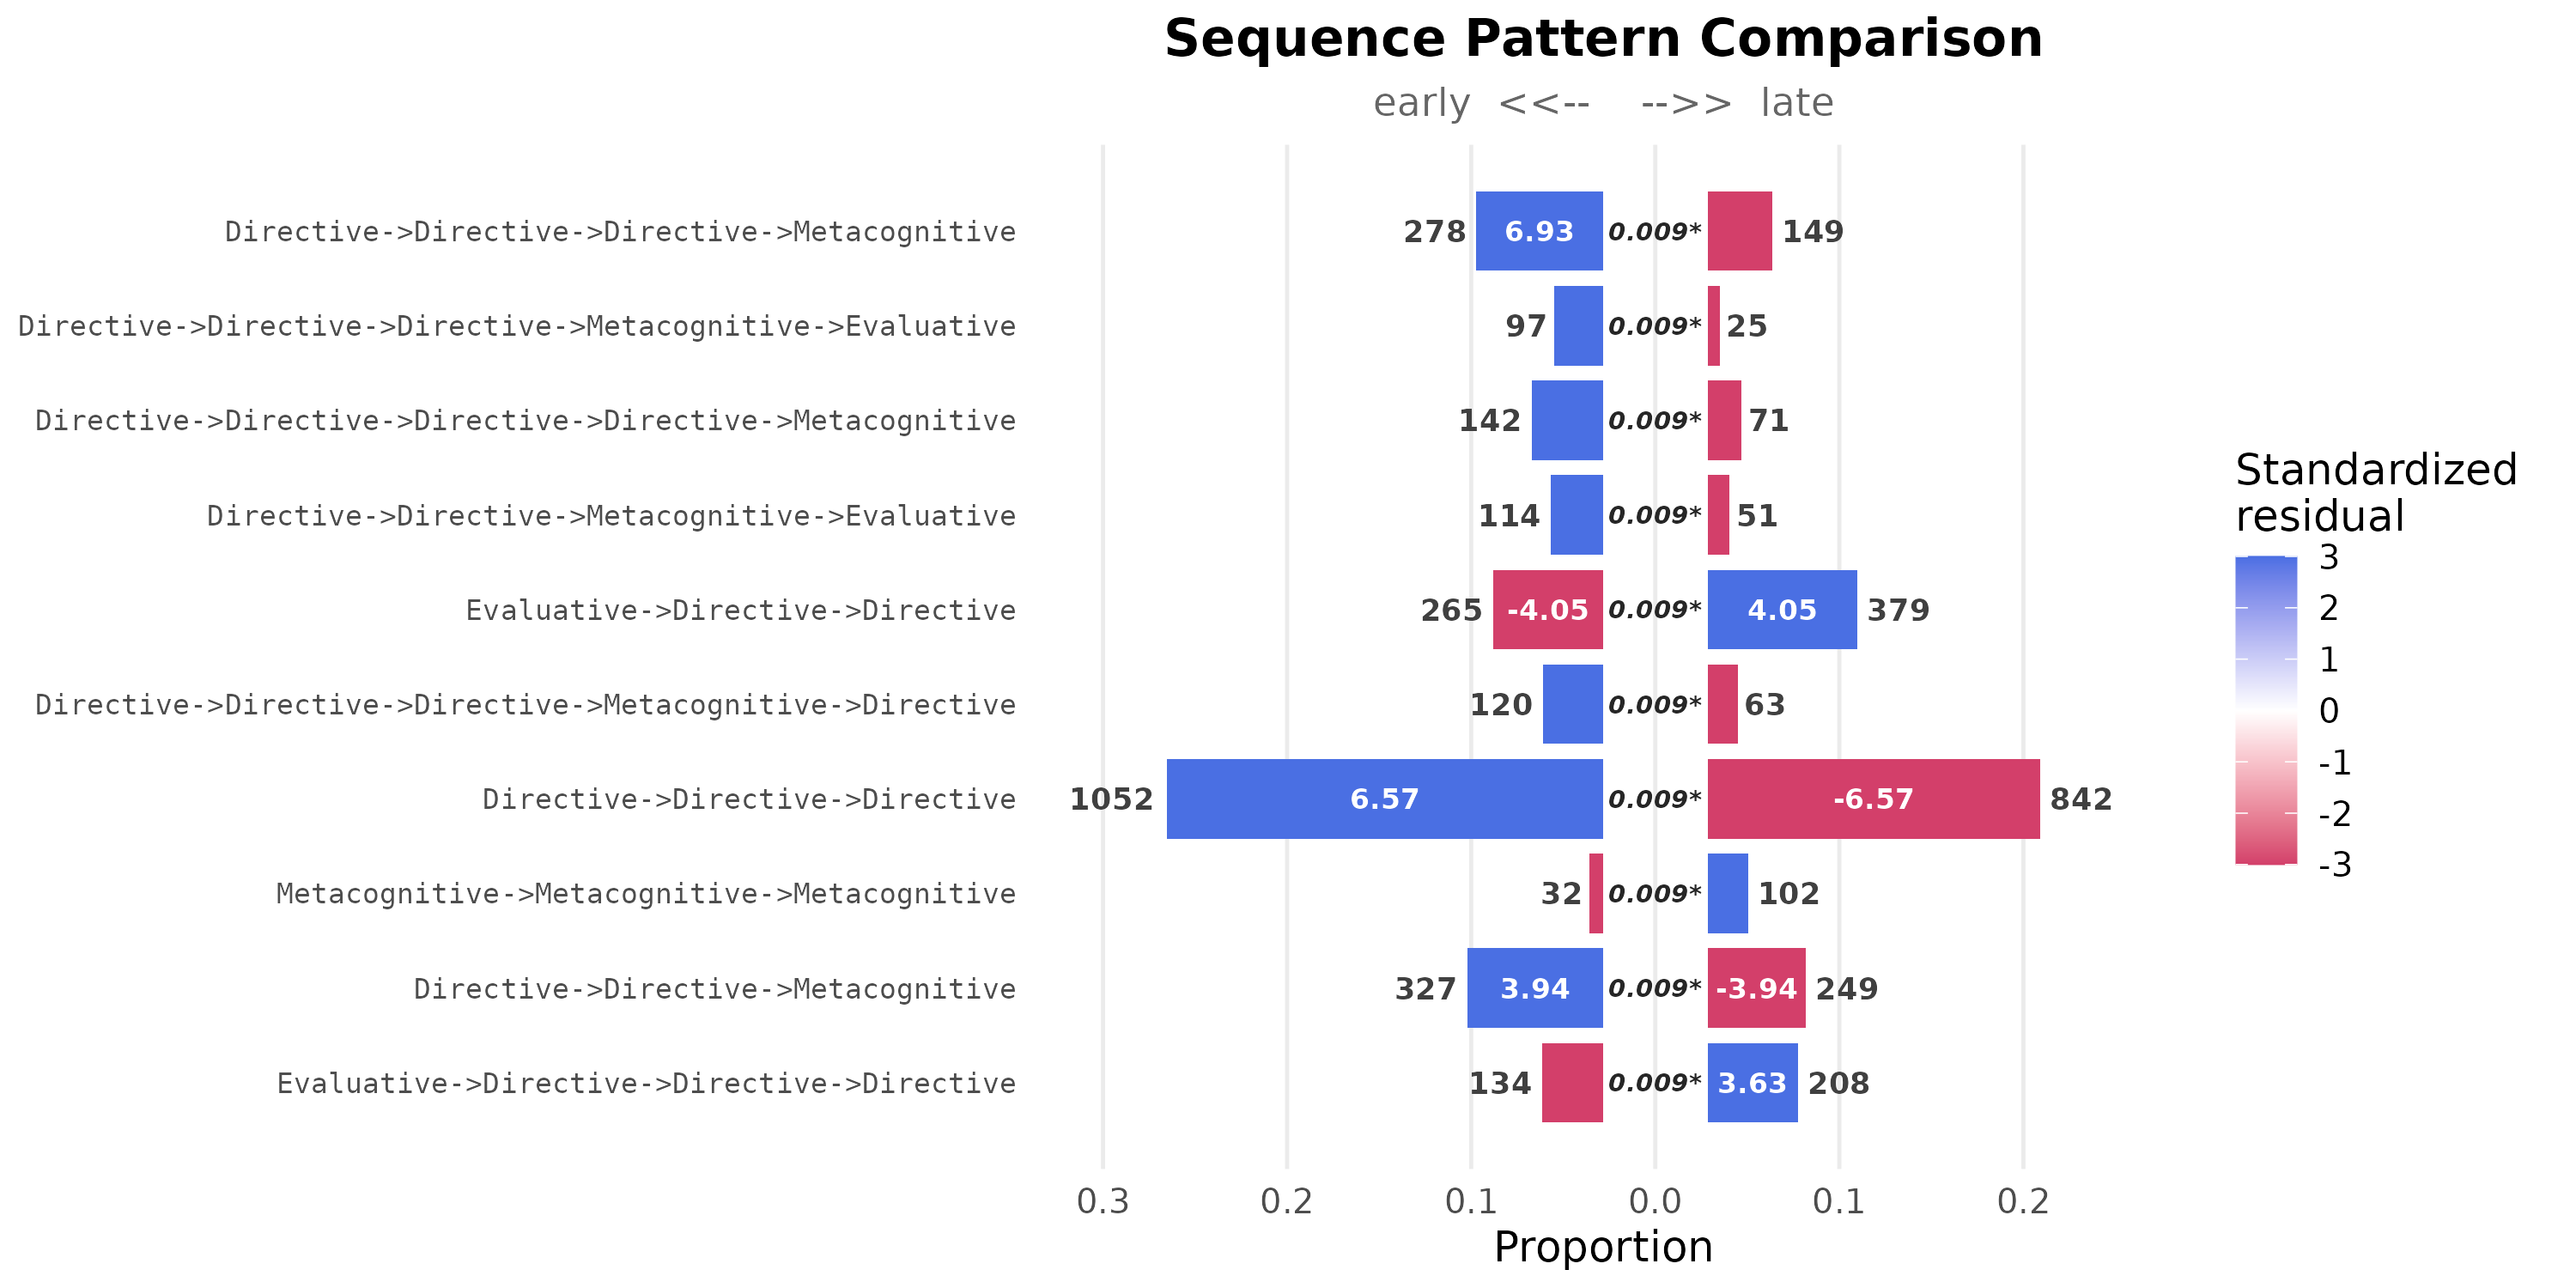 Sequence Pattern Comparison
early <<-- -->> late
Directive->Directive->Directive->Metacognitive 278 6.93 0.009* 149
Directive->Directive->Directive->Metacognitive->Evaluative 97 0.009* 25
Directive->Directive->Directive->Directive->Metacognitive 142 0.009* 71
Directive->Directive->Metacognitive->Evaluative 114 0.009* 51
Evaluative->Directive->Directive 265 -4.05 0.009* 4.05 379
Directive->Directive->Directive->Metacognitive->Directive 120 0.009* 63
Directive->Directive->Directive 1052 6.57 0.009* -6.57 842
Metacognitive->Metacognitive->Metacognitive 32 0.009* 102
Directive->Directive->Metacognitive 327 3.94 0.009* -3.94 249
Evaluative->Directive->Directive->Directive 134 0.009* 3.63 208
0.3 0.2 0.1 0.0 0.1 0.2
Proportion
Standardized
residual
3
2
1
0
-1
-2
-3